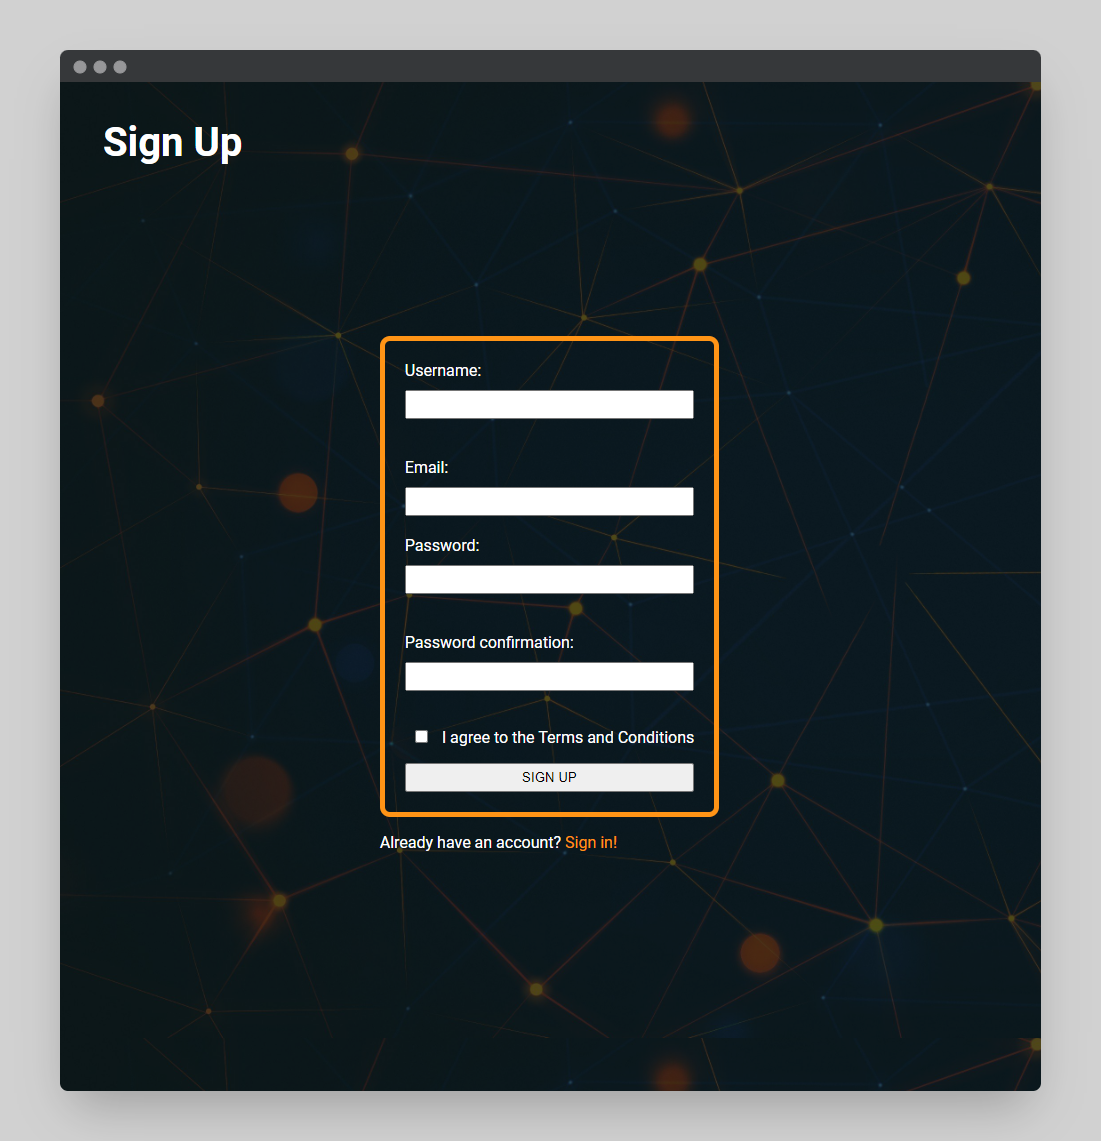 Sign Up
Username:
Email:
Password:
Password confirmation:
I agree to the Terms and Conditions
SIGN UP
Already have an account? Sign in!